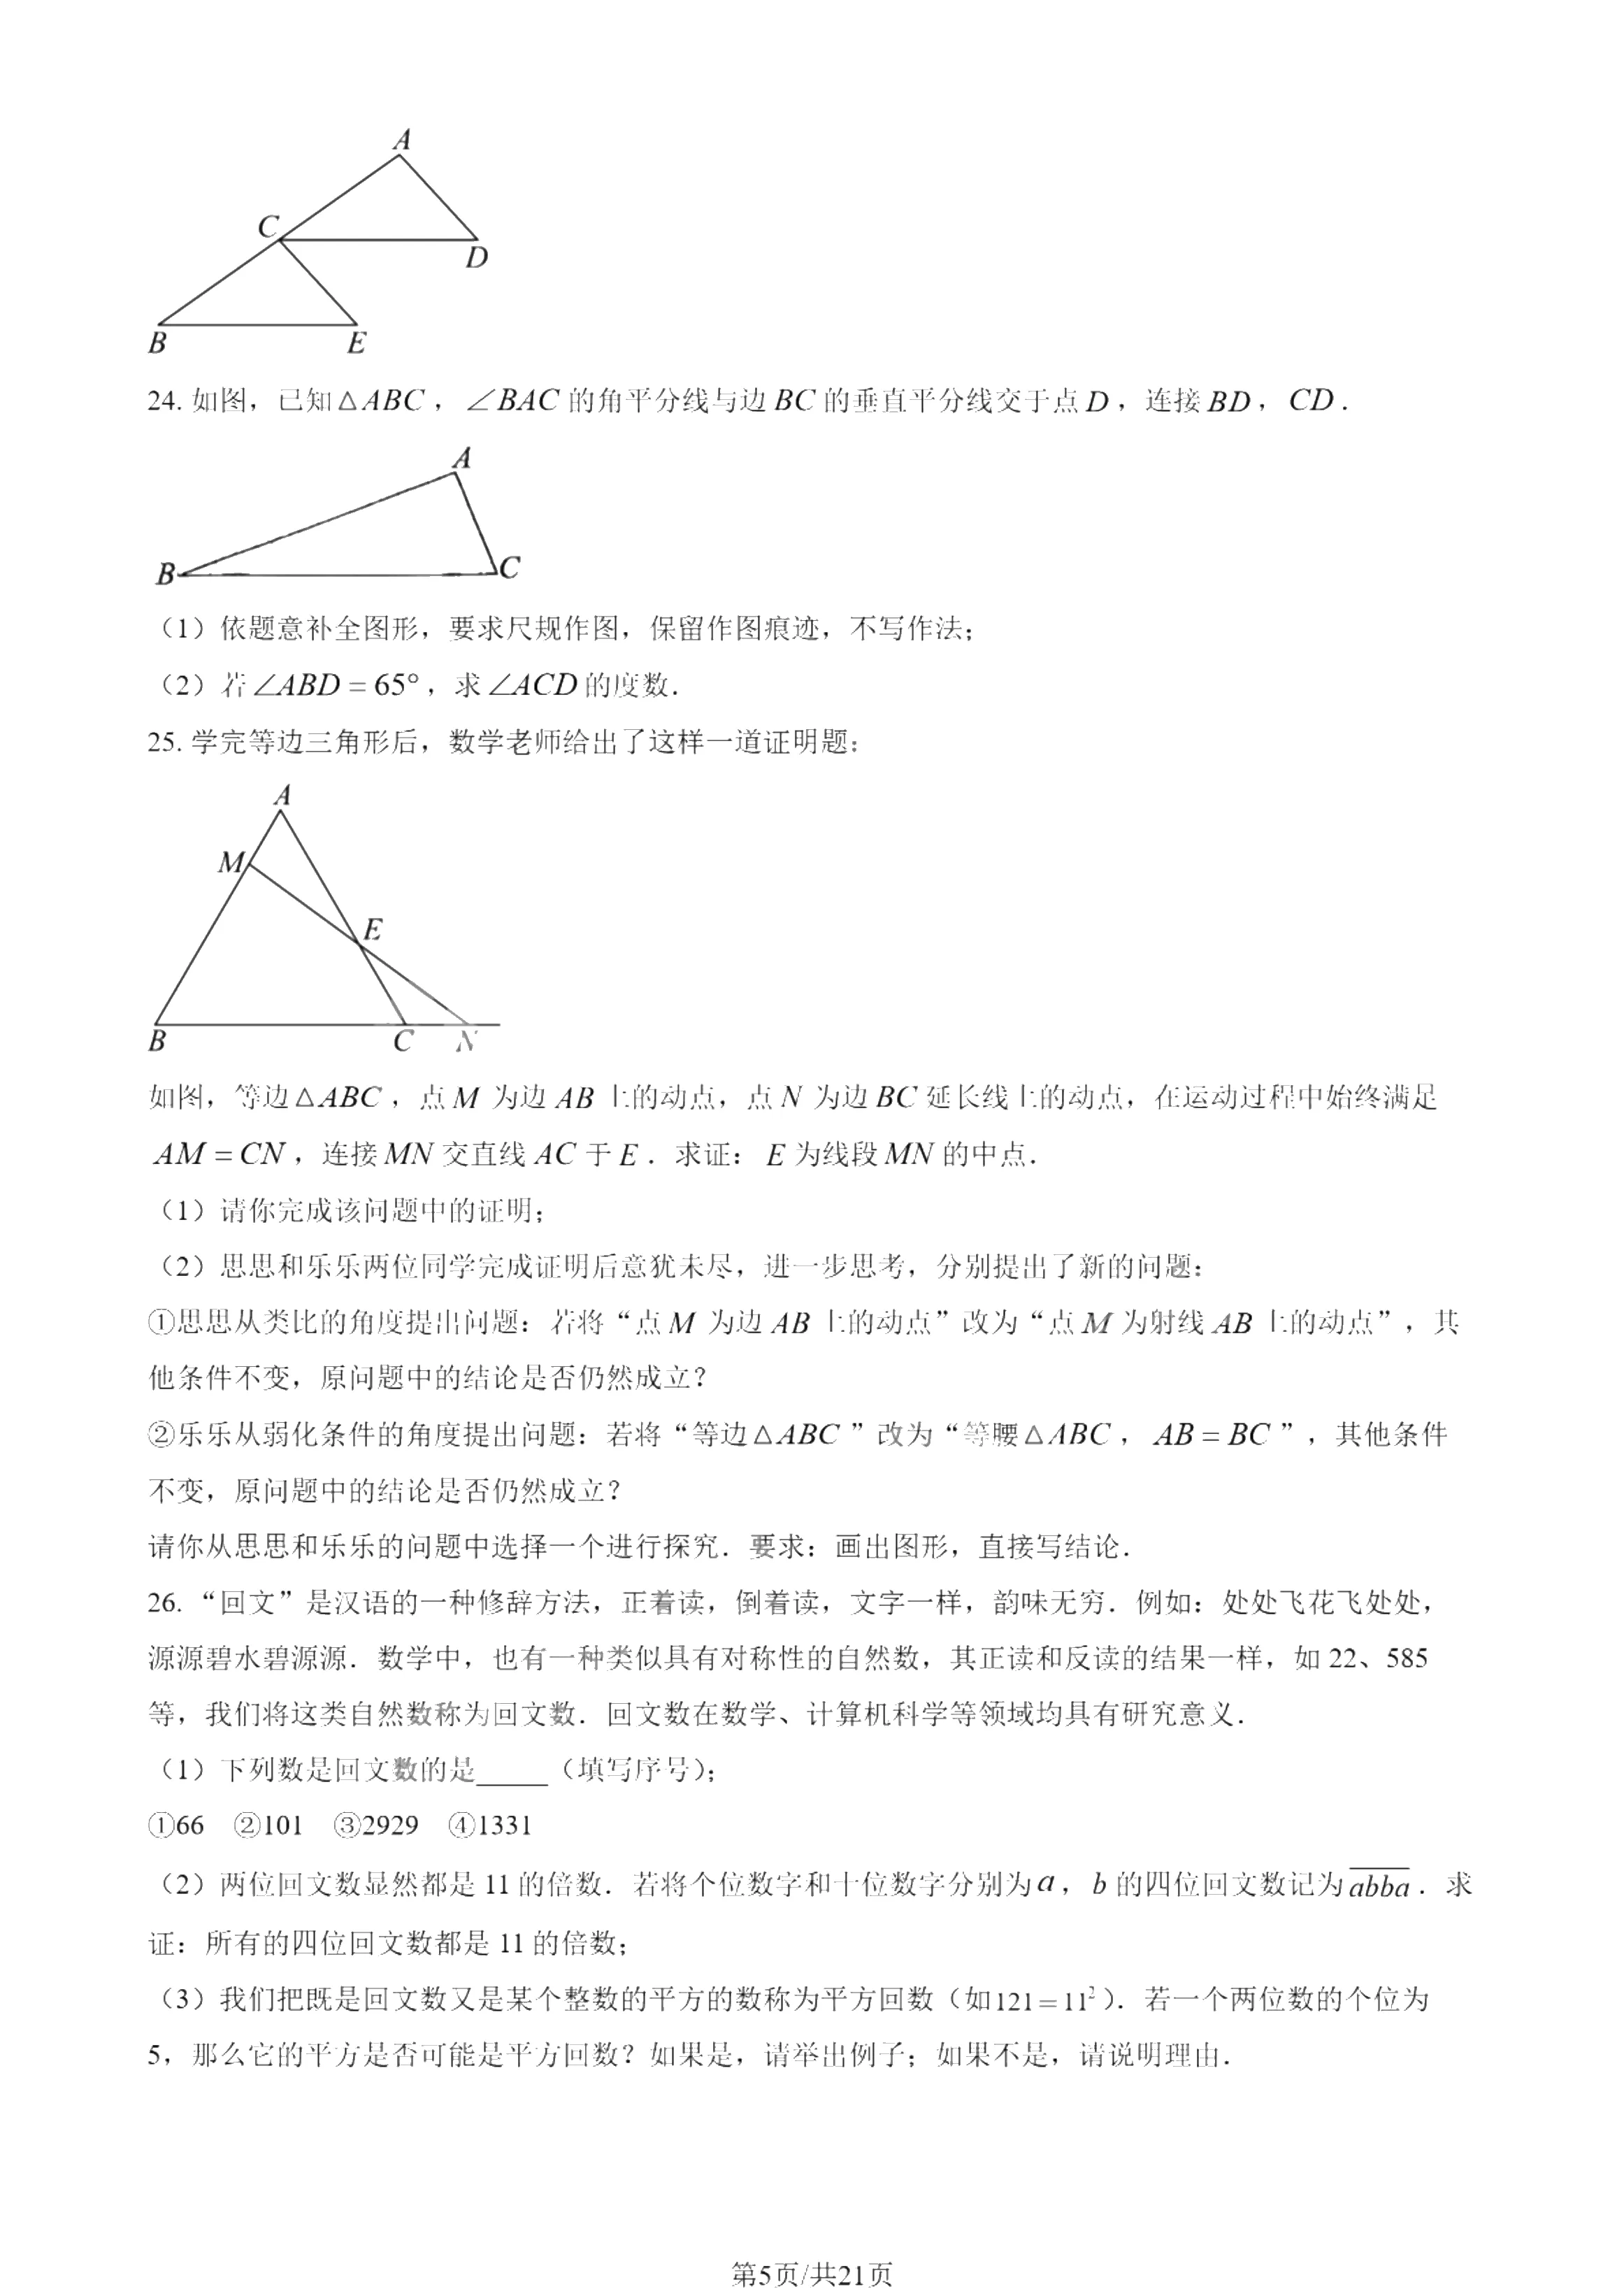 A
C
D
B
E
24. 如图，已知△ABC，∠BAC的角平分线与边BC的垂直平分线交于点D，连接BD，CD．
A
B
C
（1）依题意补全图形，要求尺规作图，保留作图痕迹，不写作法；
（2）若∠ABD = 65°，求∠ACD的度数．
25. 学完等边三角形后，数学老师给出了这样一道证明题：
A
M
E
B
C
N
如图，等边△ABC，点M为边AB上的动点，点N为边BC延长线上的动点，在运动过程中始终满足
AM = CN，连接MN交直线AC于E．求证：E为线段MN的中点．
（1）请你完成该问题中的证明；
（2）思思和乐乐两位同学完成证明后意犹未尽，进一步思考，分别提出了新的问题：
①思思从类比的角度提出问题：若将“点M为边AB上的动点”改为“点M为射线AB上的动点”，其
他条件不变，原问题中的结论是否仍然成立？
②乐乐从弱化条件的角度提出问题：若将“等边△ABC”改为“等腰△ABC，AB = BC”，其他条件
不变，原问题中的结论是否仍然成立？
请你从思思和乐乐的问题中选择一个进行探究．要求：画出图形，直接写结论．
26. “回文”是汉语的一种修辞方法，正着读，倒着读，文字一样，韵味无穷．例如：处处飞花飞处处，
源源碧水碧源源．数学中，也有一种类似具有对称性的自然数，其正读和反读的结果一样，如 22、585
等，我们将这类自然数称为回文数．回文数在数学、计算机科学等领域均具有研究意义．
（1）下列数是回文数的是_____（填写序号）；
①66 ②101 ③2929 ④1331
（2）两位回文数显然都是 11 的倍数．若将个位数字和十位数字分别为a，b的四位回文数记为$\overline{abba}$．求
证：所有的四位回文数都是 11 的倍数；
（3）我们把既是回文数又是某个整数的平方的数称为平方回数（如121 = 11²）．若一个两位数的个位为
5，那么它的平方是否可能是平方回数？如果是，请举出例子；如果不是，请说明理由．
第5页/共21页